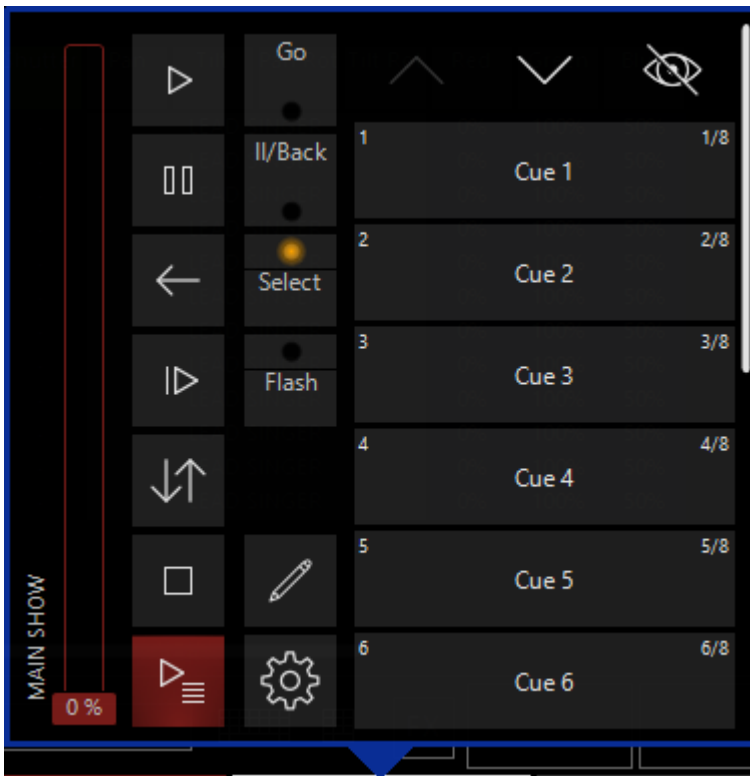 MAIN SHOW
0 %
Go
II/Back
Select
Flash
1
1/8
Cue 1
2
2/8
Cue 2
3
3/8
Cue 3
4
4/8
Cue 4
5
5/8
Cue 5
6
6/8
Cue 6